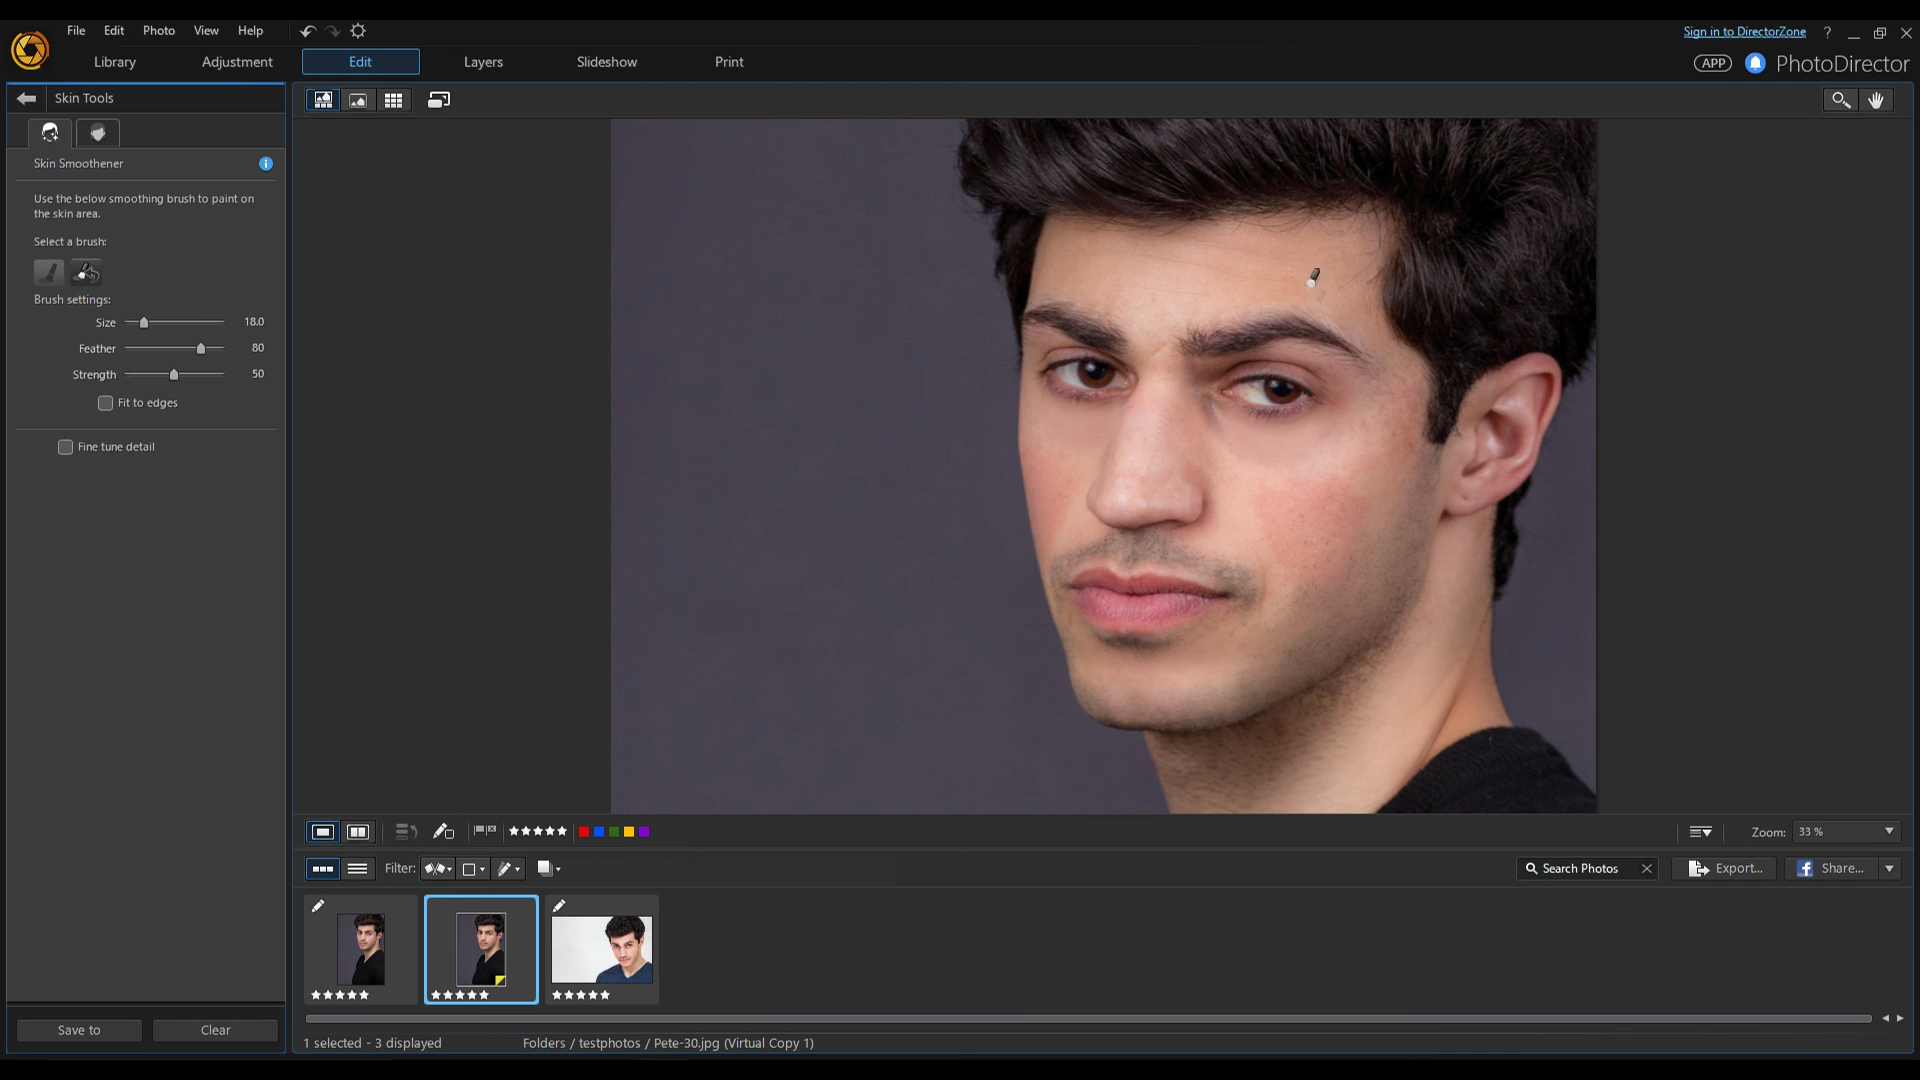 File Edit Photo View Help
Sign in to DirectorZone ?
Library Adjustment Edit Layers Slideshow Print
APP PhotoDirector
Skin Tools
Skin Smoothener
Use the below smoothing brush to paint on
the skin area.
Select a brush:
Brush settings:
Size 18.0
Feather 80
Strength 50
Fit to edges
Fine tune detail
Save to Clear
Zoom: 33 %
Filter: Search Photos Export... Share...
1 selected - 3 displayed Folders / testphotos / Pete-30.jpg (Virtual Copy 1)